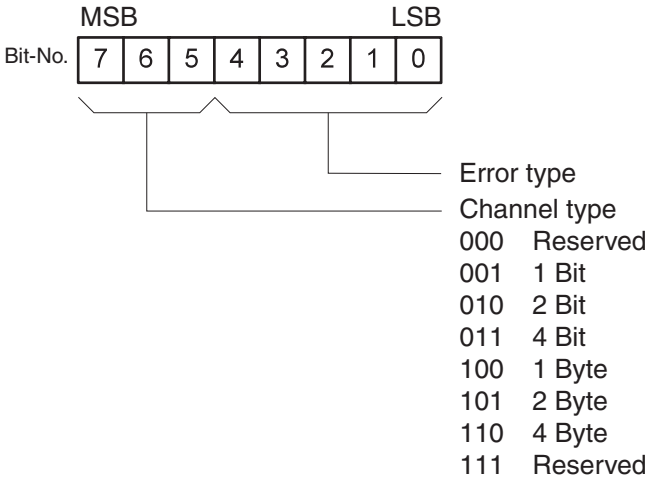 MSB LSB
Bit-No. 7 6 5 4 3 2 1 0
Error type
Channel type
000 Reserved
001 1 Bit
010 2 Bit
011 4 Bit
100 1 Byte
101 2 Byte
110 4 Byte
111 Reserved